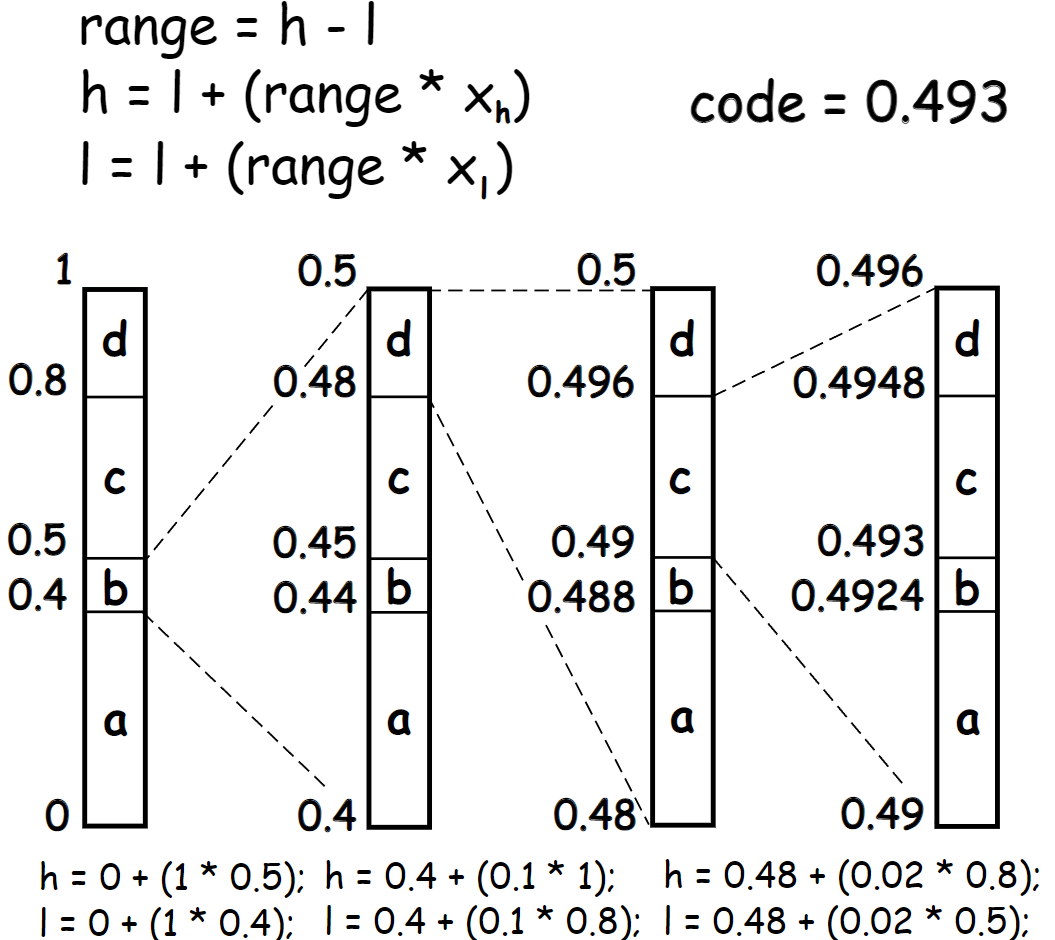 range = h - l
h = l + (range * xh)
l = l + (range * xl)
code = 0.493
1 0.5 0.5 0.496
d d d d
0.8 0.48 0.496 0.4948
c c c c
0.5 0.45 0.49 0.493
b b b b
0.4 0.44 0.488 0.4924
a a a a
0 0.4 0.48 0.49
h = 0 + (1 * 0.5); h = 0.4 + (0.1 * 1); h = 0.48 + (0.02 * 0.8);
l = 0 + (1 * 0.4); l = 0.4 + (0.1 * 0.8); l = 0.48 + (0.02 * 0.5);